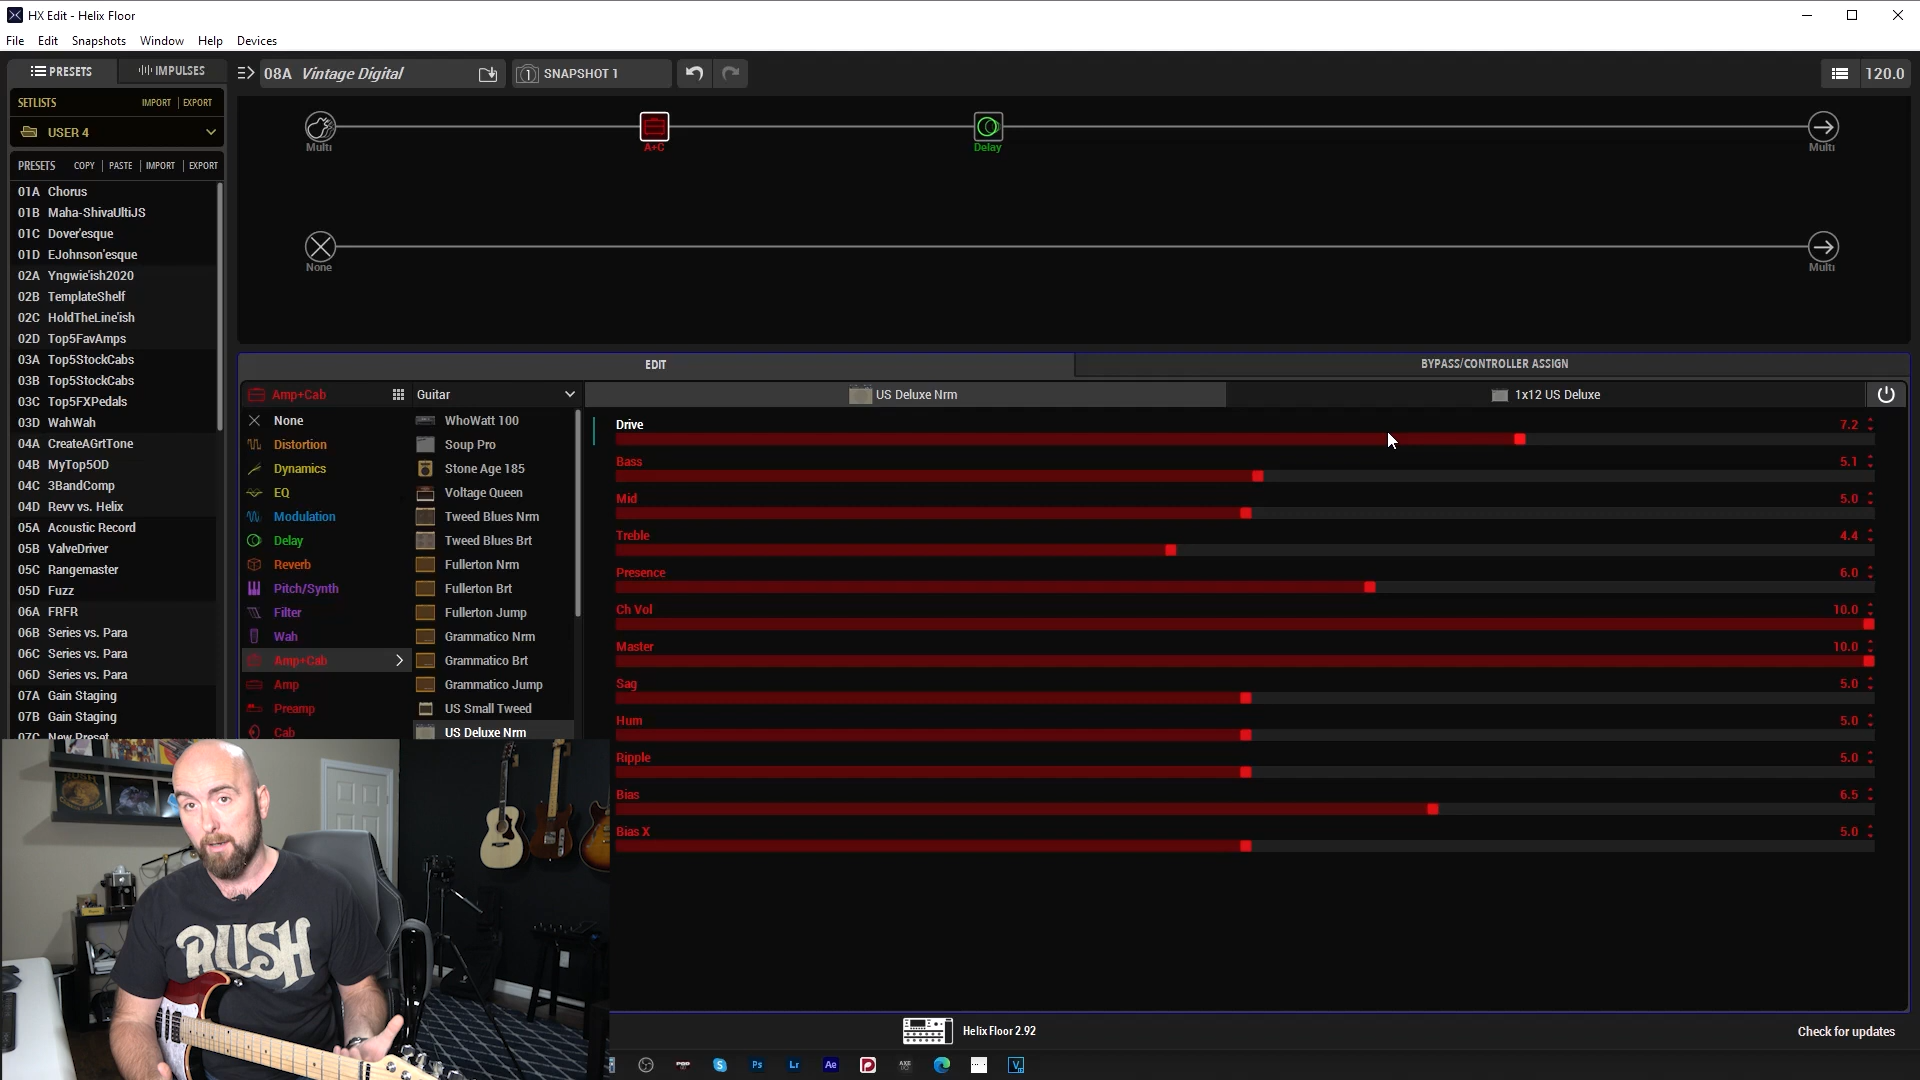 HX Edit - Helix Floor
File Edit Snapshots Window Help Devices
PRESETS IMPULSES
08A Vintage Digital
1 SNAPSHOT 1
120.0
SETLISTS IMPORT | EXPORT
USER 4
PRESETS COPY | PASTE | IMPORT | EXPORT
01A Chorus
01B Maha-ShivaUltiJS
01C Dover'esque
01D EJohnson'esque
02A Yngwie'ish2020
02B TemplateShelf
02C HoldTheLine'ish
02D Top5FavAmps
03A Top5StockCabs
03B Top5StockCabs
03C Top5FXPedals
03D WahWah
04A CreateAGrtTone
04B MyTop5OD
04C 3BandComp
04D Revv vs. Helix
05A Acoustic Record
05B ValveDriver
05C Rangemaster
05D Fuzz
06A FRFR
06B Series vs. Para
06C Series vs. Para
06D Series vs. Para
07A Gain Staging
07B Gain Staging
07C New Preset
Multi A+C Delay Multi
None Multi
EDIT BYPASS/CONTROLLER ASSIGN
Amp+Cab Guitar
US Deluxe Nrm 1x12 US Deluxe
None
Distortion
Dynamics
EQ
Modulation
Delay
Reverb
Pitch/Synth
Filter
Wah
Amp+Cab
Amp
Preamp
Cab
WhoWatt 100
Soup Pro
Stone Age 185
Voltage Queen
Tweed Blues Nrm
Tweed Blues Brt
Fullerton Nrm
Fullerton Brt
Fullerton Jump
Grammatico Nrm
Grammatico Brt
Grammatico Jump
US Small Tweed
US Deluxe Nrm
Drive 7.2
Bass 5.1
Mid 5.0
Treble 4.4
Presence 6.0
Ch Vol 10.0
Master 10.0
Sag 5.0
Hum 5.0
Ripple 5.0
Bias 6.5
Bias X 5.0
RUSH
Helix Floor 2.92
Check for updates
Ps Lr Ae